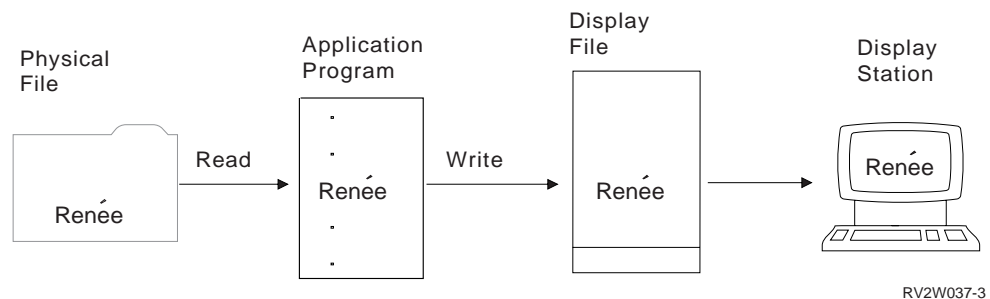 Physical
File
Application
Program
Display
File
Display
Station
Read
Write
Renée
Renée
Renée
Renée
RV2W037-3